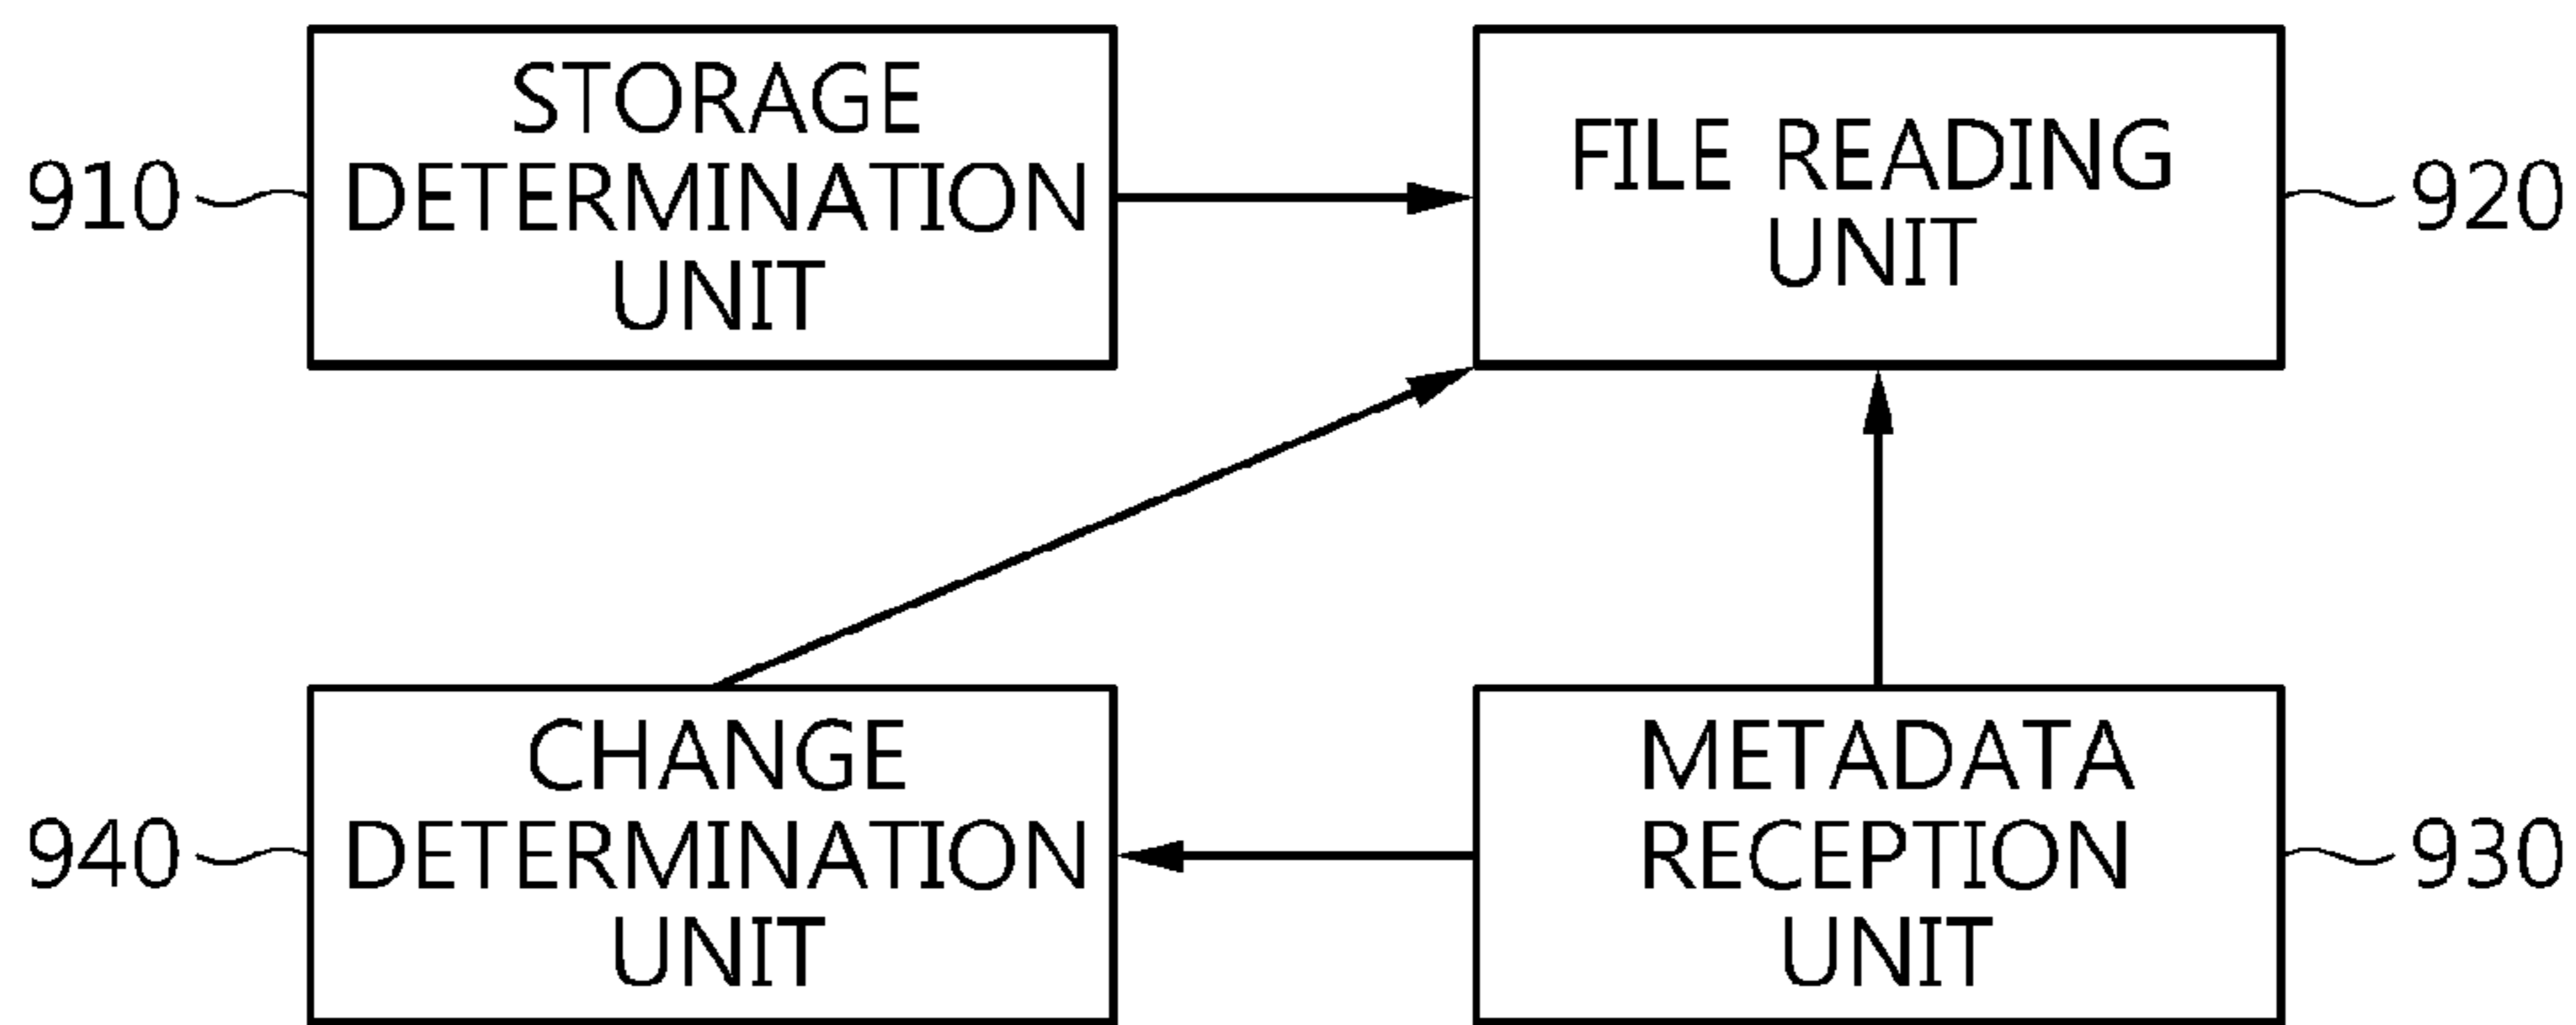 STORAGE
DETERMINATION
UNIT
910
FILE READING
UNIT
920
CHANGE
DETERMINATION
UNIT
940
METADATA
RECEPTION
UNIT
930